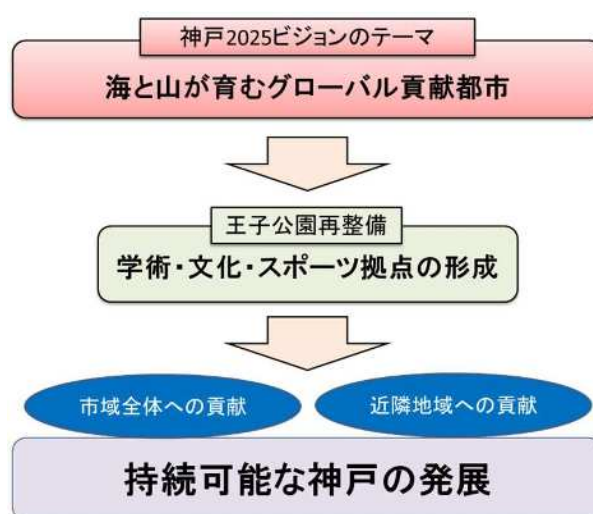 神戸2025ビジョンのテーマ
海と山が育むグローバル貢献都市
王子公園再整備
学術・文化・スポーツ拠点の形成
市域全体への貢献
近隣地域への貢献
持続可能な神戸の発展